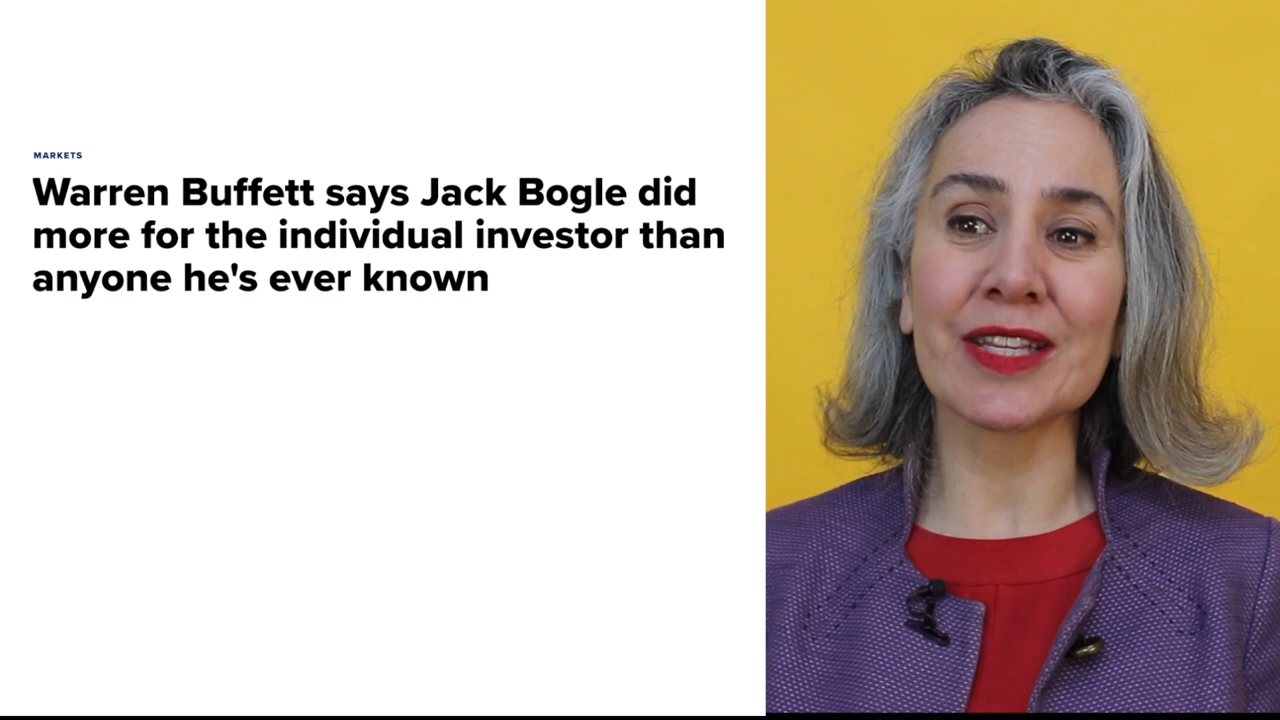 MARKETS
Warren Buffett says Jack Bogle did
more for the individual investor than
anyone he's ever known